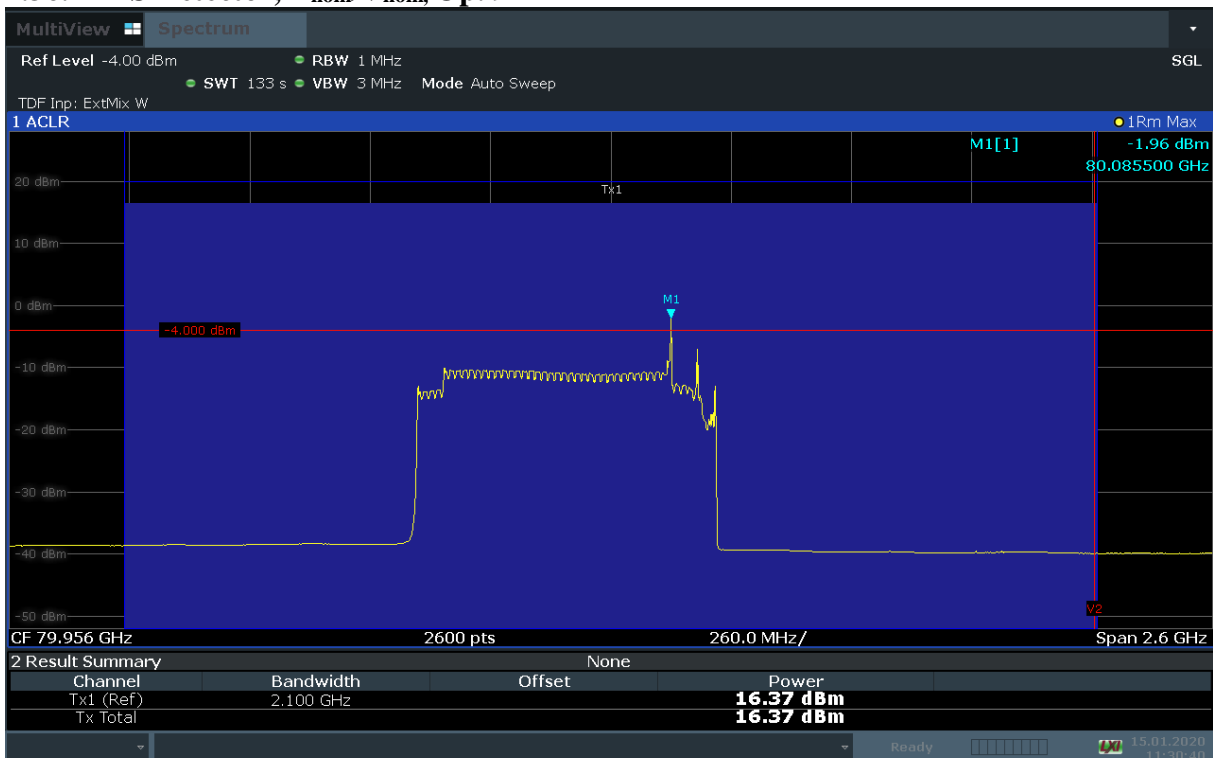 MultiView Spectrum
Ref Level -4.00 dBm RBW 1 MHz SGL
SWT 133 s VBW 3 MHz Mode Auto Sweep
TDF Inp: ExtMix W
1 ACLR 1Rm Max
M1[1] -1.96 dBm
80.085500 GHz
20 dBm
Tx1
10 dBm
0 dBm
M1
-4.000 dBm
-10 dBm
-20 dBm
-30 dBm
-40 dBm
-50 dBm
V2
CF 79.956 GHz 2600 pts 260.0 MHz/ Span 2.6 GHz
2 Result Summary None
Channel Bandwidth Offset Power
Tx1 (Ref) 2.100 GHz 16.37 dBm
Tx Total 16.37 dBm
Ready LXI 15.01.2020
11:30:40